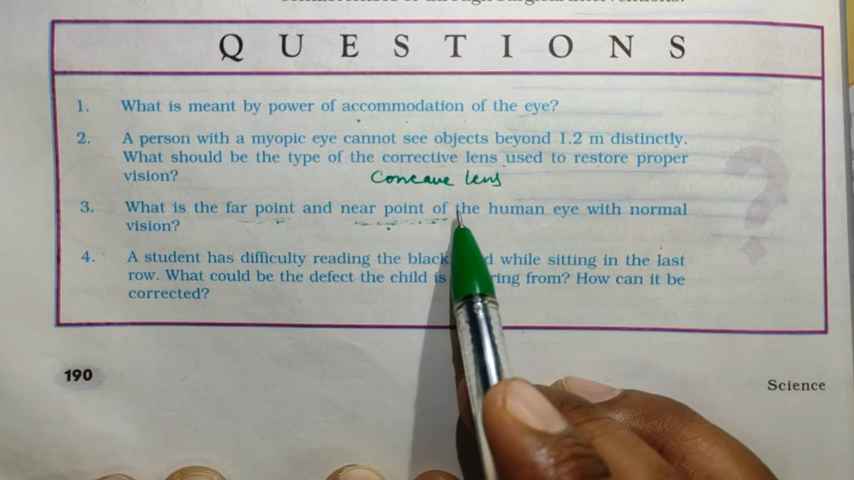 QUESTIONS
1. What is meant by power of accommodation of the eye?
2. A person with a myopic eye cannot see objects beyond 1.2 m distinctly.
What should be the type of the corrective lens used to restore proper
vision?
Concave lens
3. What is the far point and near point of the human eye with normal
vision?
4. A student has difficulty reading the while sitting in the last
row. What could be the defect the child is from? How can it be
corrected?
190
Science